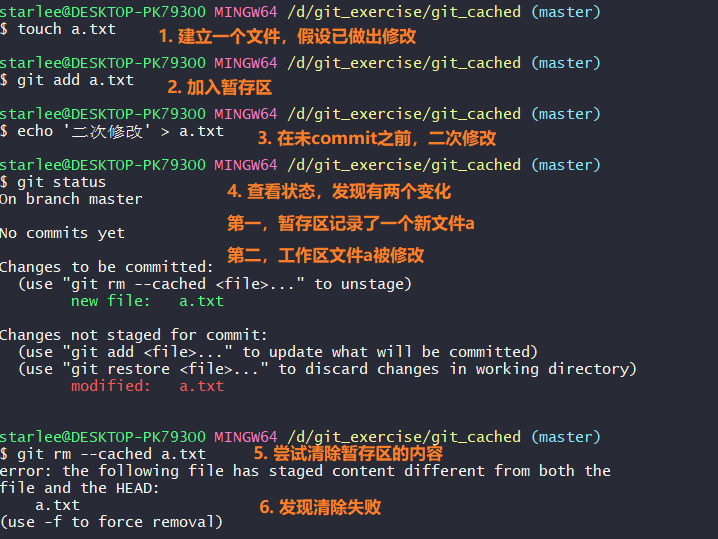 starlee@DESKTOP-PK79300 MINGW64 /d/git_exercise/git_cached (master)
$ touch a.txt 1. 建立一个文件，假设已做出修改
starlee@DESKTOP-PK79300 MINGW64 /d/git_exercise/git_cached (master)
$ git add a.txt 2. 加入暂存区
starlee@DESKTOP-PK79300 MINGW64 /d/git_exercise/git_cached (master)
$ echo '二次修改' > a.txt 3. 在未commit之前，二次修改
starlee@DESKTOP-PK79300 MINGW64 /d/git_exercise/git_cached (master)
$ git status 4. 查看状态，发现有两个变化
On branch master
第一，暂存区记录了一个新文件a
No commits yet
第二，工作区文件a被修改
Changes to be committed:
(use "git rm --cached <file>..." to unstage)
new file: a.txt
Changes not staged for commit:
(use "git add <file>..." to update what will be committed)
(use "git restore <file>..." to discard changes in working directory)
modified: a.txt
starlee@DESKTOP-PK79300 MINGW64 /d/git_exercise/git_cached (master)
$ git rm --cached a.txt 5. 尝试清除暂存区的内容
error: the following file has staged content different from both the
file and the HEAD:
a.txt 6. 发现清除失败
(use -f to force removal)